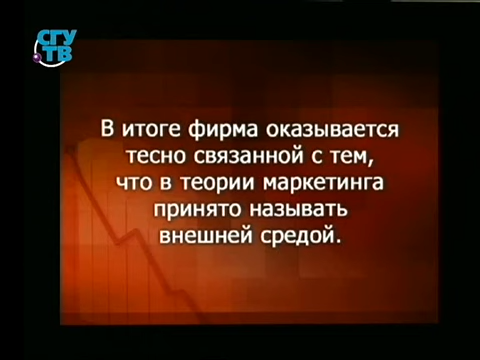 СГУ
ТВ
В итоге фирма оказывается
тесно связанной с тем,
что в теории маркетинга
принято называть
внешней средой.